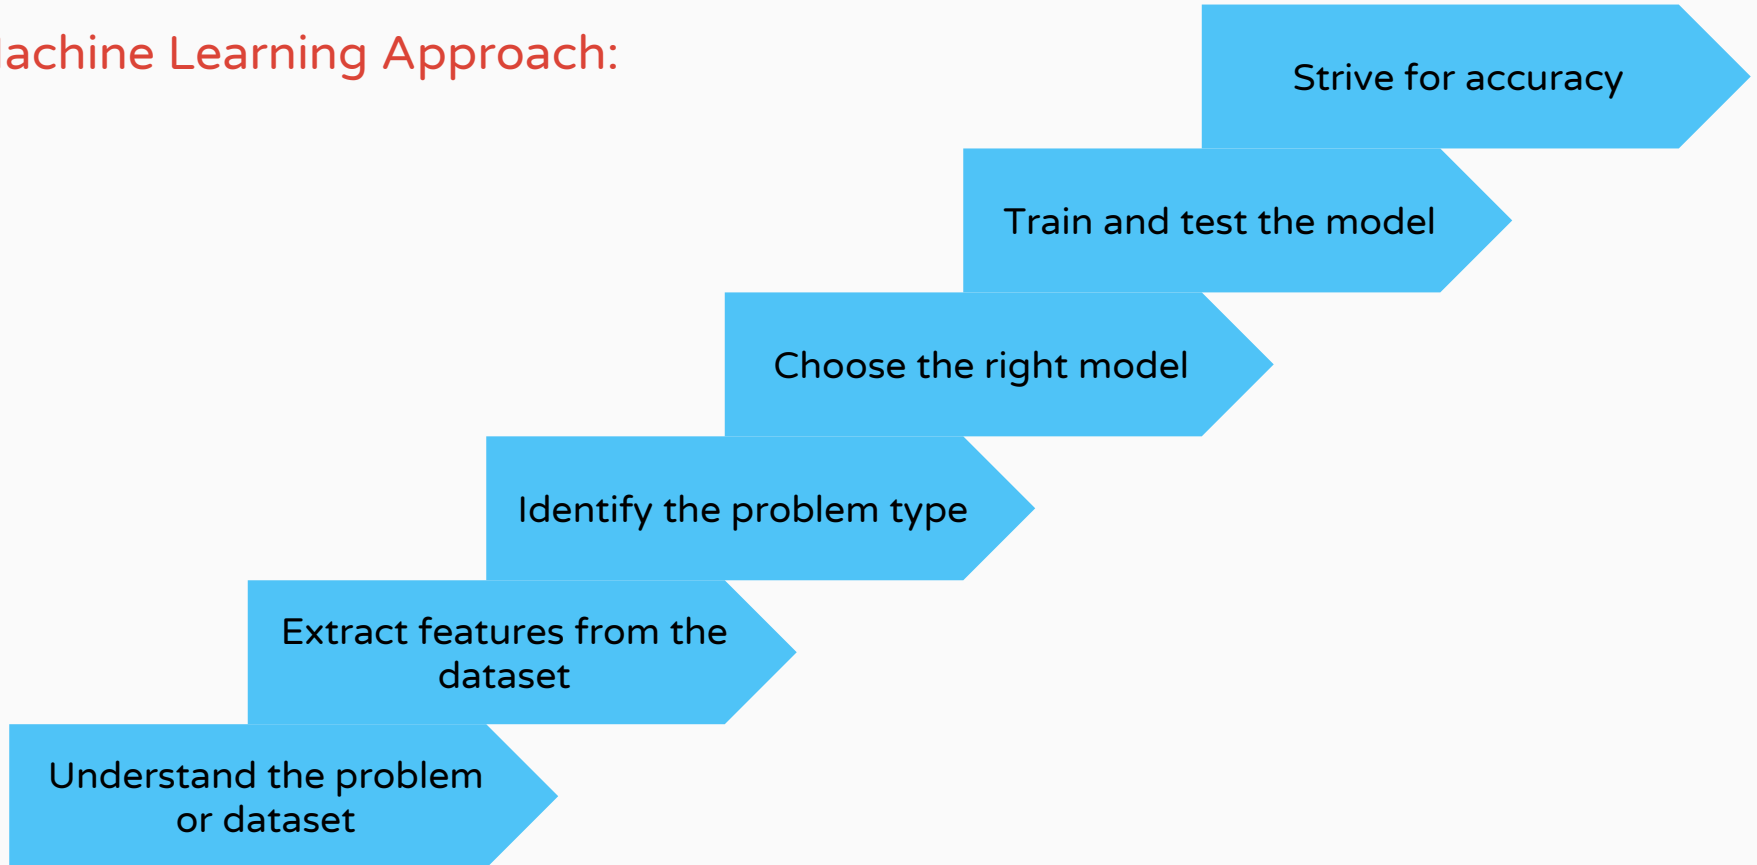 achine Learning Approach:
Strive for accuracy
Train and test the model
Choose the right model
Identify the problem type
Extract features from the
dataset
Understand the problem
or dataset